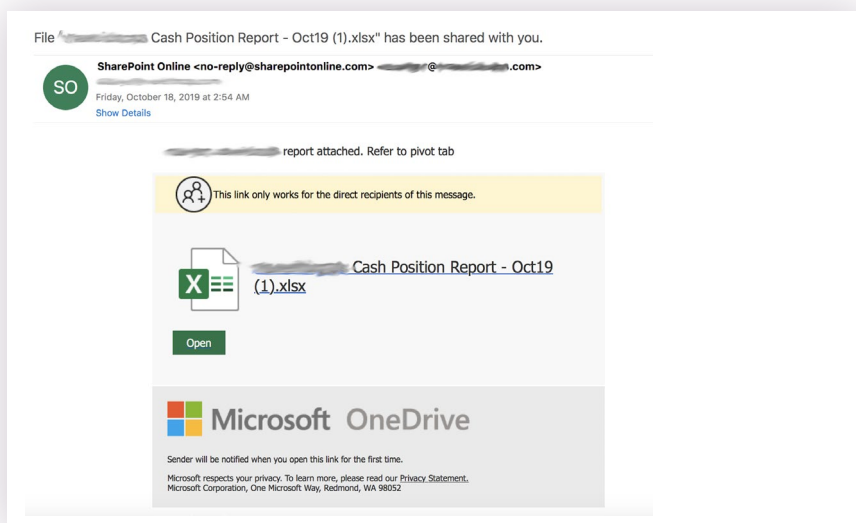 File " Cash Position Report - Oct19 (1).xlsx" has been shared with you.
SO
SharePoint Online <no-reply@sharepointonline.com> @ .com>
Friday, October 18, 2019 at 2:54 AM
Show Details
report attached. Refer to pivot tab
This link only works for the direct recipients of this message.
X
Cash Position Report - Oct19
(1).xlsx
Open
Microsoft OneDrive
Sender will be notified when you open this link for the first time.
Microsoft respects your privacy. To learn more, please read our Privacy Statement.
Microsoft Corporation, One Microsoft Way, Redmond, WA 98052